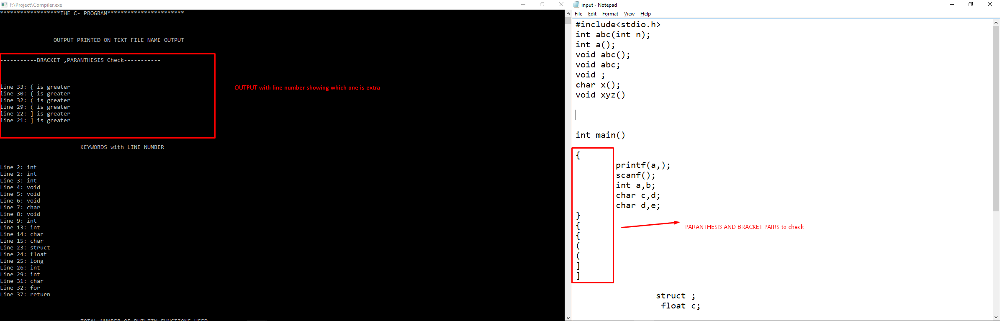 F:\Project\Compiler.exe
******************THE C- PROGRAM***********************
OUTPUT PRINTED ON TEXT FILE NAME OUTPUT
-----------BRACKET ,PARANTHESIS Check-----------
line 33: { is greater
line 30: { is greater
line 32: ( is greater
line 29: ( is greater
line 22: ] is greater
line 21: ] is greater
OUTPUT with line number showing which one is extra
KEYWORDS with LINE NUMBER
Line 2: int
Line 2: int
Line 3: int
Line 4: void
Line 5: void
Line 6: void
Line 7: char
Line 8: void
Line 9: int
Line 13: int
Line 14: char
Line 15: char
Line 23: struct
Line 24: float
Line 25: long
Line 26: int
Line 29: int
Line 31: char
Line 32: for
Line 37: return
TOTAL NUMBER OF BUILTIN FUNCTIONS USED
input - Notepad
File Edit Format View Help
#include<stdio.h>
int abc(int n);
int a();
void abc();
void abc;
void ;
char x();
void xyz()
int main()
{
printf(a,);
scanf();
int a,b;
char c,d;
char d,e;
}
{
{
(
(
]
]
PARANTHESIS AND BRACKET PAIRS to check
struct ;
float c;